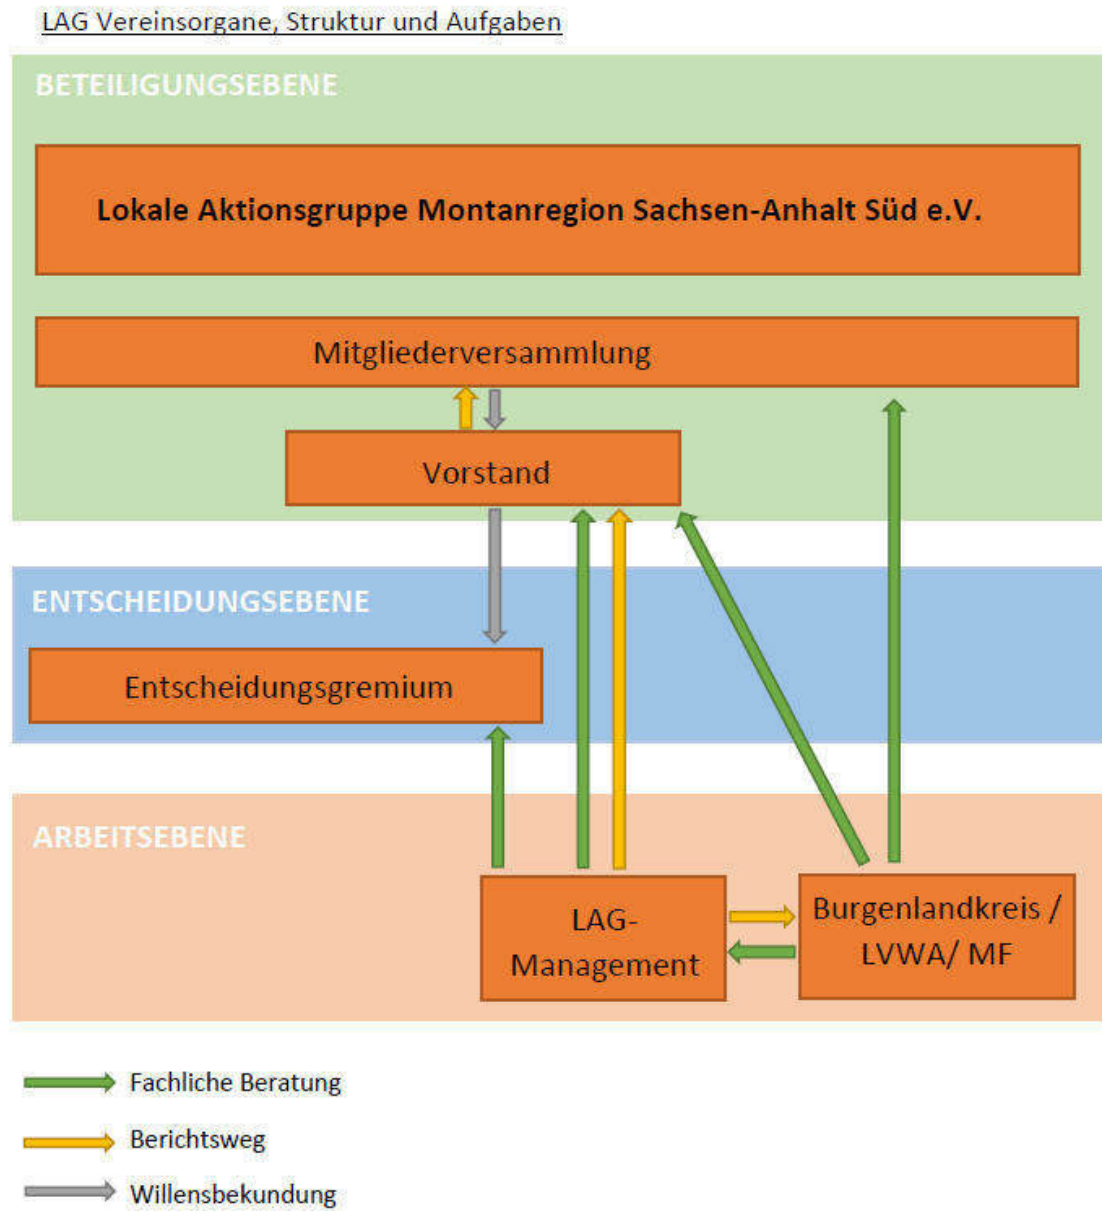 LAG Vereinsorgane, Struktur und Aufgaben
BETEILIGUNGSEBENE
Lokale Aktionsgruppe Montanregion Sachsen-Anhalt Süd e.V.
Mitgliederversammlung
Vorstand
ENTSCHEIDUNGSEBENE
Entscheidungsgremium
ARBEITSEBENE
LAG-
Management
Burgenlandkreis /
LVWA/ MF
Fachliche Beratung
Berichtsweg
Willensbekundung